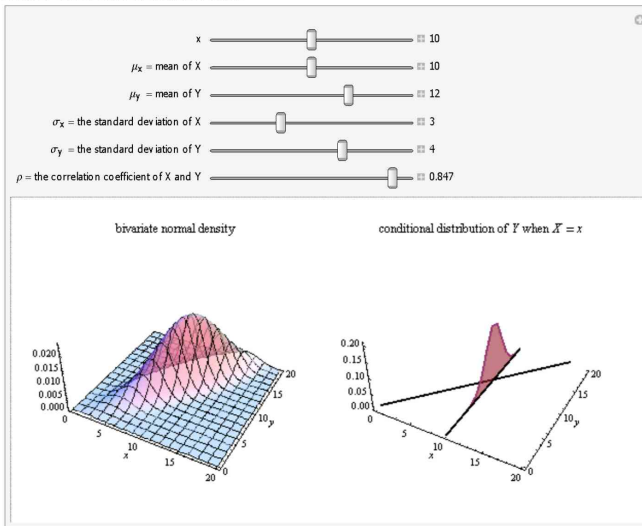 x 10
μx = mean of X 10
μy = mean of Y 12
σx = the standard deviation of X 3
σy = the standard deviation of Y 4
ρ = the correlation coefficient of X and Y 0.847
bivariate normal density
conditional distribution of Y when X = x
0.020
0.015
0.010
0.005
0.000
0
5
10
15
20
x
0
5
10
15
20
y
0.20
0.15
0.10
0.05
0.00
0
5
10
15
20
x
0
5
10
15
20
y